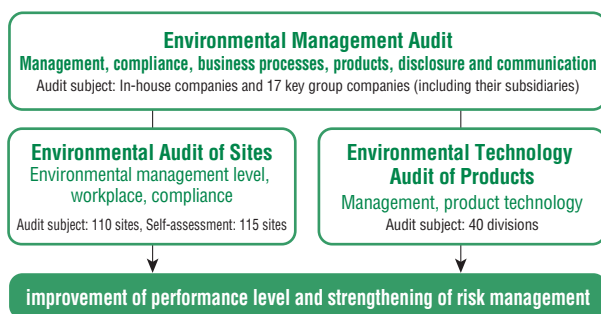 Environmental Management Audit
Management, compliance, business processes, products, disclosure and communication
Audit subject: In-house companies and 17 key group companies (including their subsidiaries)
Environmental Audit of Sites
Environmental management level,
workplace, compliance
Audit subject: 110 sites, Self-assessment: 115 sites
Environmental Technology
Audit of Products
Management, product technology
Audit subject: 40 divisions
improvement of performance level and strengthening of risk management